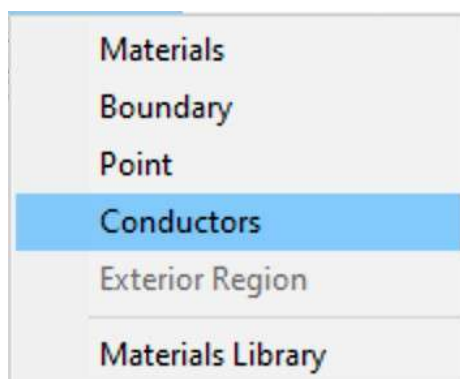 Materials
Boundary
Point
Conductors
Exterior Region
Materials Library